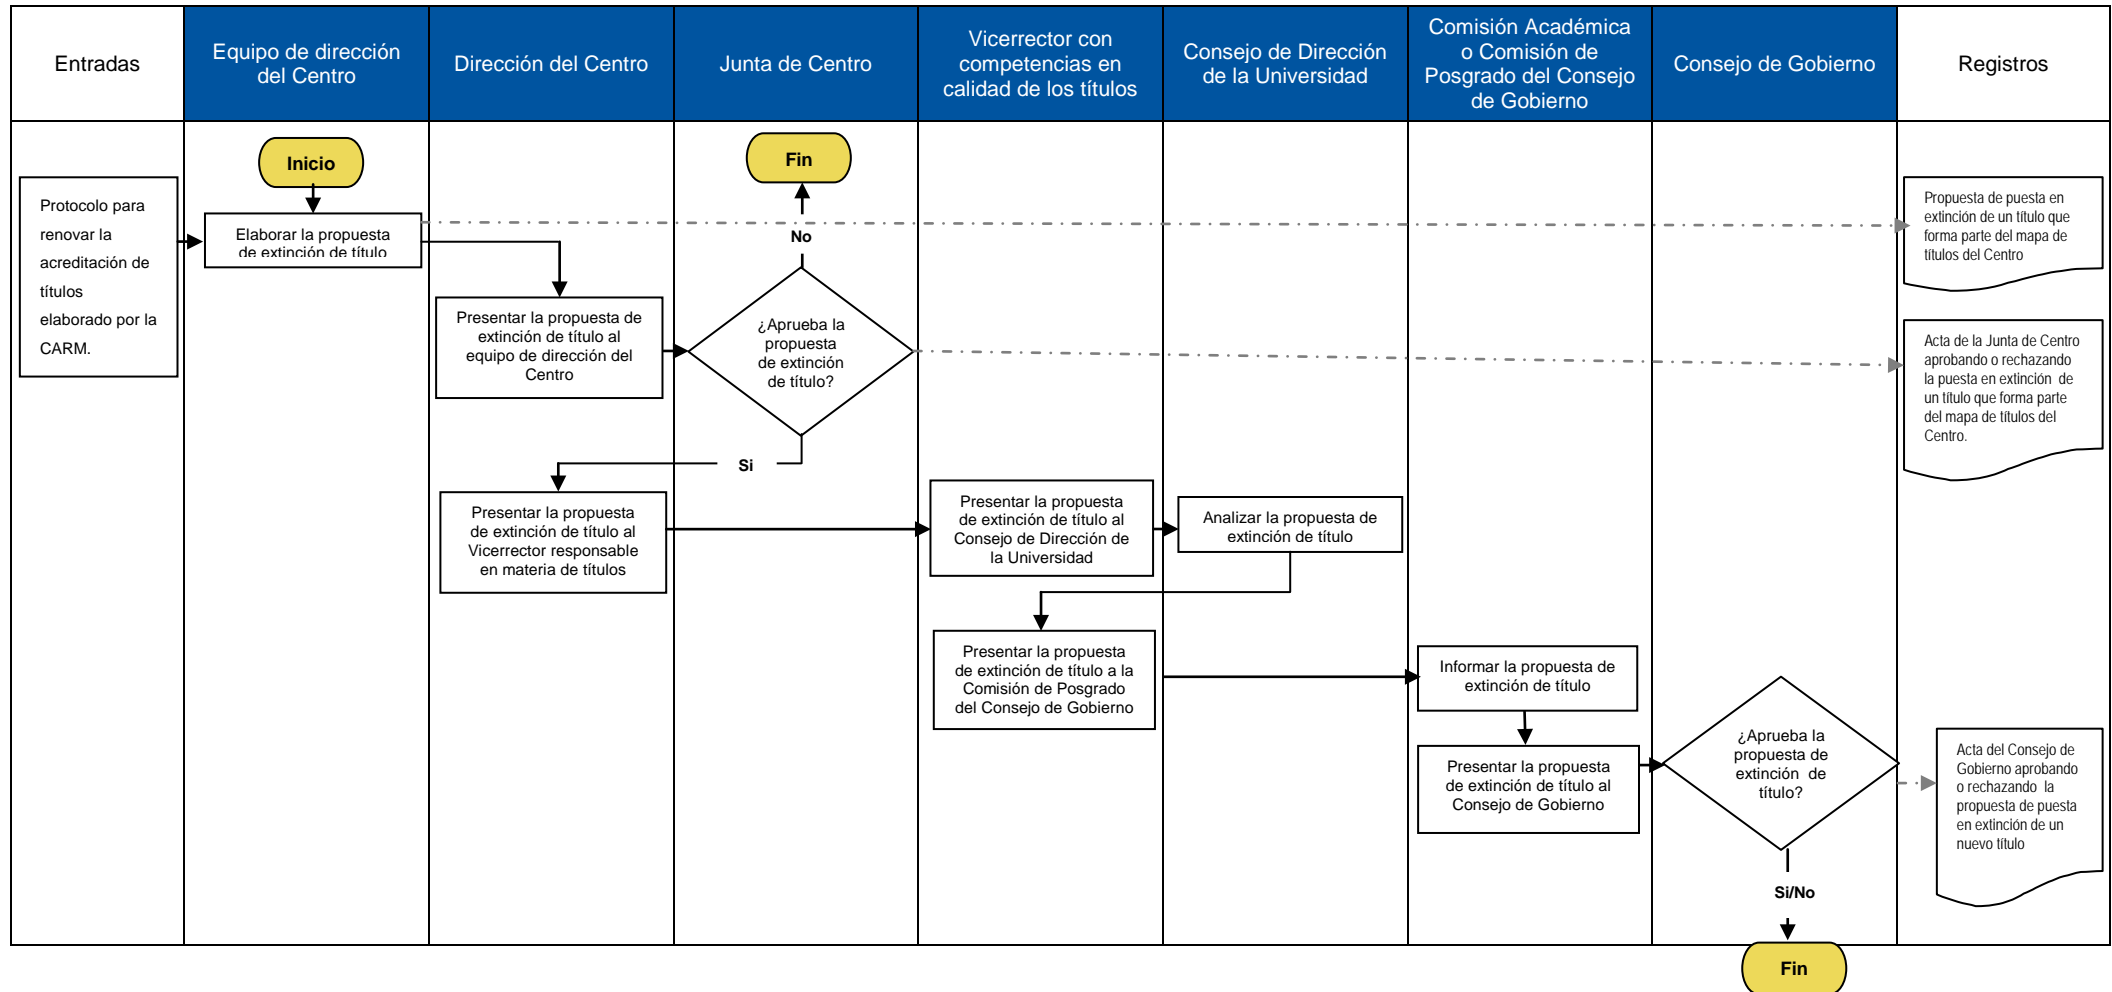 Entradas
Equipo de dirección
del Centro
Dirección del Centro
Junta de Centro
Vicerrector con
competencias en
calidad de los títulos
Consejo de Dirección
de la Universidad
Comisión Académica
o Comisión de
Posgrado del Consejo
de Gobierno
Consejo de Gobierno
Registros
Inicio
Fin
Protocolo para
renovar la
acreditación de
títulos
elaborado por la
CARM.
Elaborar la propuesta
de extinción de título
No
Propuesta de puesta en
extinción de un título que
forma parte del mapa de
títulos del Centro
Presentar la propuesta de
extinción de título al
equipo de dirección del
Centro
¿Aprueba la
propuesta
de extinción
de título?
Acta de la Junta de Centro
aprobando o rechazando
la puesta en extinción  de
un título que forma parte
del mapa de títulos del
Centro.
Si
Presentar la propuesta
de extinción de título al
Vicerrector responsable
en materia de títulos
Presentar la propuesta
de extinción de título al
Consejo de Dirección de
la Universidad
Analizar la propuesta de
extinción de título
Presentar la propuesta
de extinción de título a la
Comisión de Posgrado
del Consejo de Gobierno
Informar la propuesta de
extinción de título
Presentar la propuesta
de extinción de título al
Consejo de Gobierno
¿Aprueba la
propuesta de
extinción  de
título?
Acta del Consejo de
Gobierno aprobando
o rechazando  la
propuesta de puesta
en extinción de un
nuevo título
Si/No
Fin